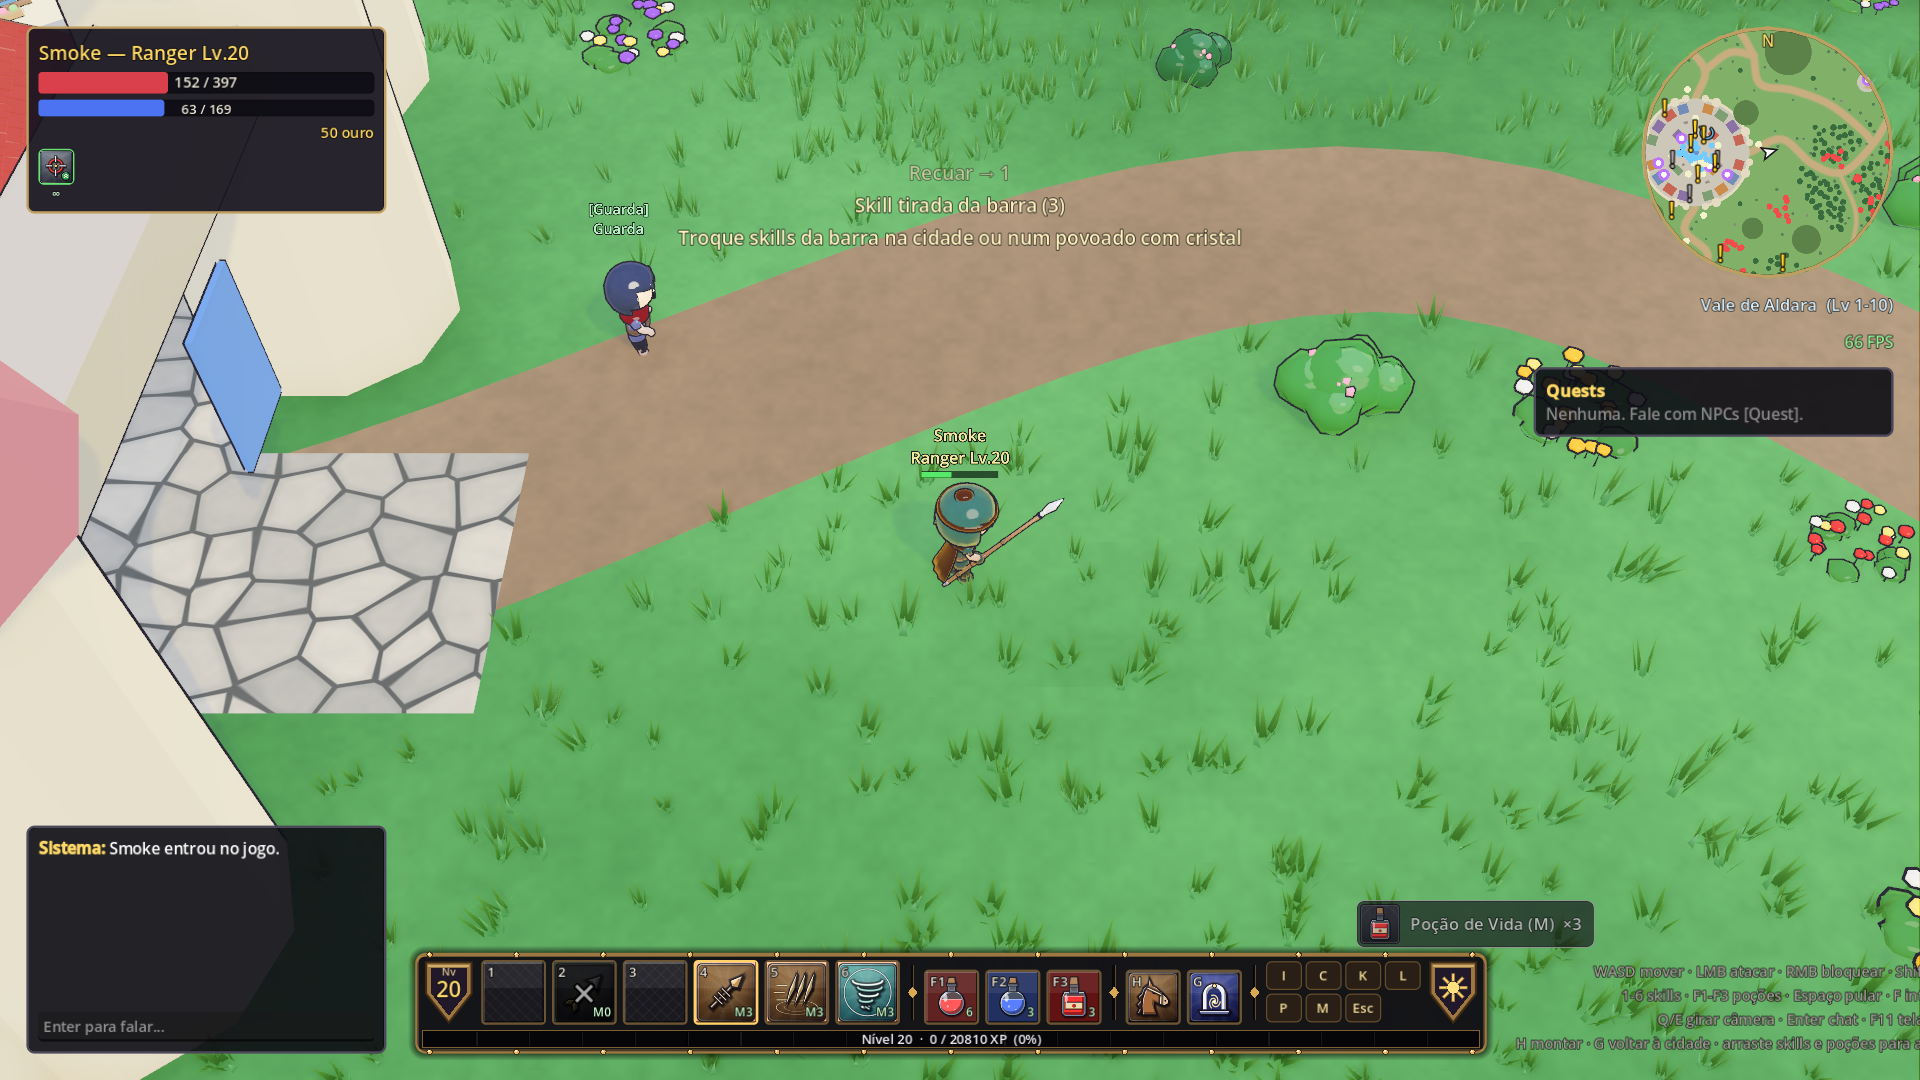 Smoke — Ranger Lv.20
152 / 397
63 / 169
50 ouro
∞
[Guarda]
Guarda
Recuar → 1
Skill tirada da barra (3)
Troque skills da barra na cidade ou num povoado com cristal
N
Vale de Aldara (Lv 1-10)
66 FPS
Quests
Nenhuma. Fale com NPCs [Quest].
Smoke
Ranger Lv.20
Sistema: Smoke entrou no jogo.
Enter para falar...
Poção de Vida (M) ×3
Nv
20
1
2
M0
3
4
M3
5
M3
6
M3
F1
6
F2
3
F3
3
H
G
I
C
K
L
P
M
Esc
Nível 20 · 0 / 20810 XP (0%)
WASD mover · LMB atacar · RMB bloquear · Shi
1-6 skills · F1-F3 poções · Espaço pular · F in
Q/E girar câmera · Enter chat · F11 tel
H montar · G voltar à cidade · arraste skills e poções para a